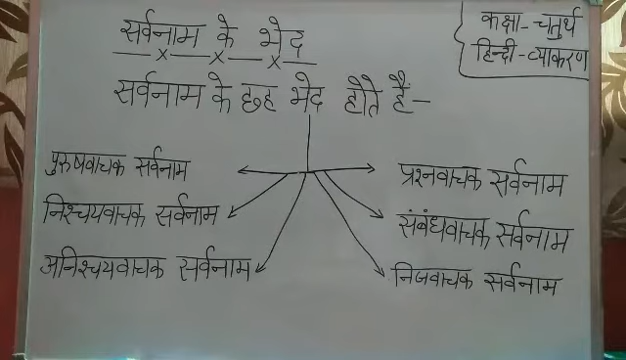 सर्वनाम के भेद
कक्षा- चतुर्थ
हिन्दी-व्याकरण
सर्वनाम के छह भेद होते हैं-
पुरुषवाचक सर्वनाम
निश्चयवाचक सर्वनाम
अनिश्चयवाचक सर्वनाम
प्रश्नवाचक सर्वनाम
संबंधवाचक सर्वनाम
निजवाचक सर्वनाम